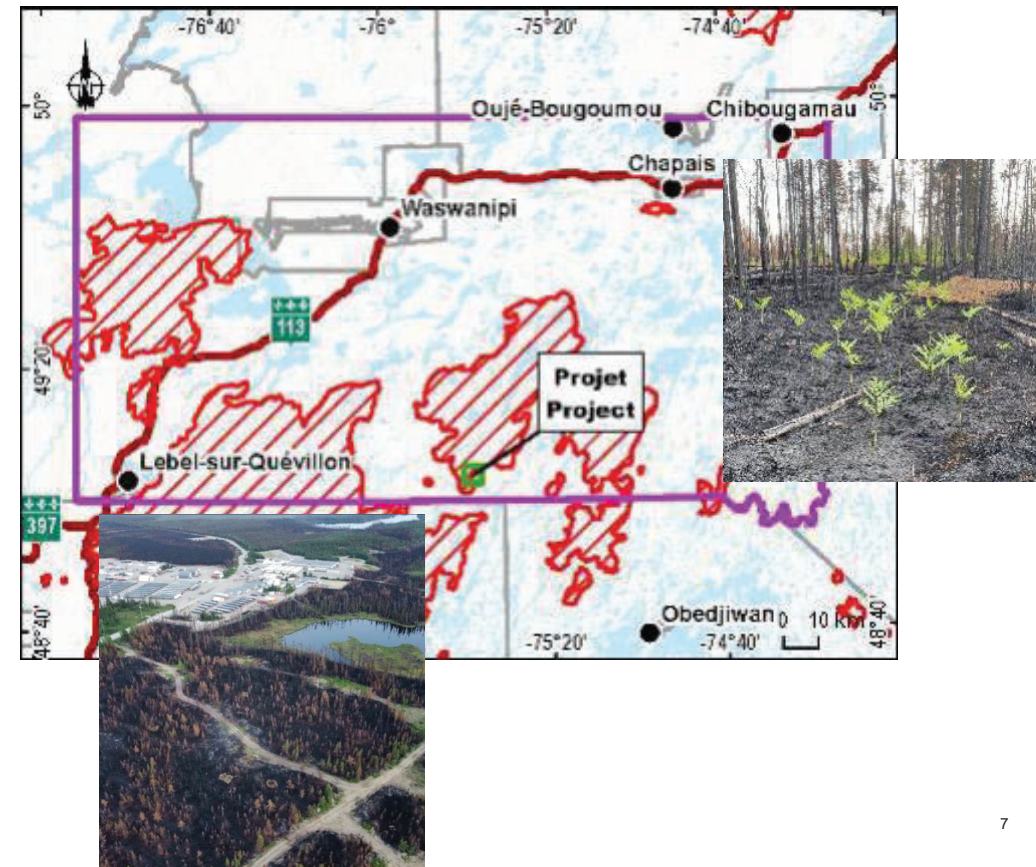 -76°40'
-76°
-75°20'
-74°40'
N
50°
50°
Oujé-Bougoumou
Chibougamau
Chapais
Waswanipi
113
49°20'
Projet
Project
Lebel-sur-Quévillon
397
Obedjiwan
0 10 Km
48°40'
48°40'
-75°20'
-74°40'
7